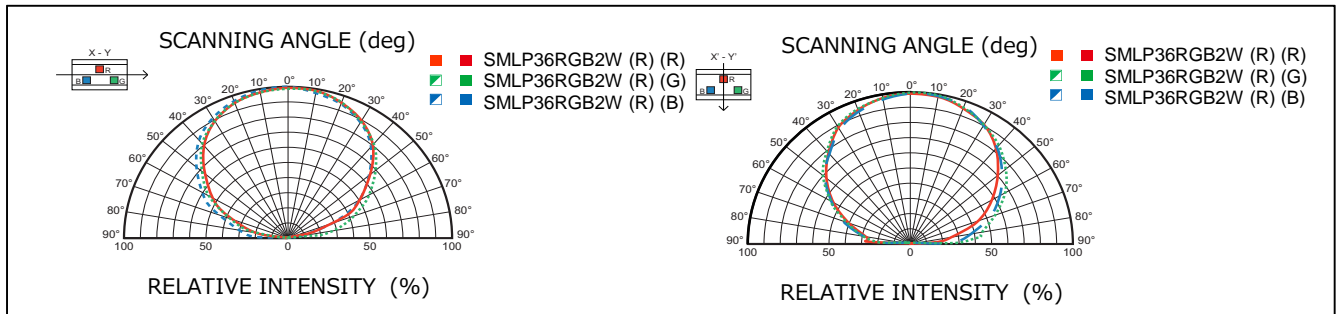 X - Y
R
B
G
SCANNING ANGLE (deg)
SMLP36RGB2W (R) (R)
SMLP36RGB2W (R) (G)
SMLP36RGB2W (R) (B)
90° 80° 70° 60° 50° 40° 30° 20° 10° 0° 10° 20° 30° 40° 50° 60° 70° 80° 90°
100 50 0 50 100
RELATIVE INTENSITY (%)
X' - Y'
R
B
G
SCANNING ANGLE (deg)
SMLP36RGB2W (R) (R)
SMLP36RGB2W (R) (G)
SMLP36RGB2W (R) (B)
90° 80° 70° 60° 50° 40° 30° 20° 10° 0° 10° 20° 30° 40° 50° 60° 70° 80° 90°
100 50 0 50 100
RELATIVE INTENSITY (%)